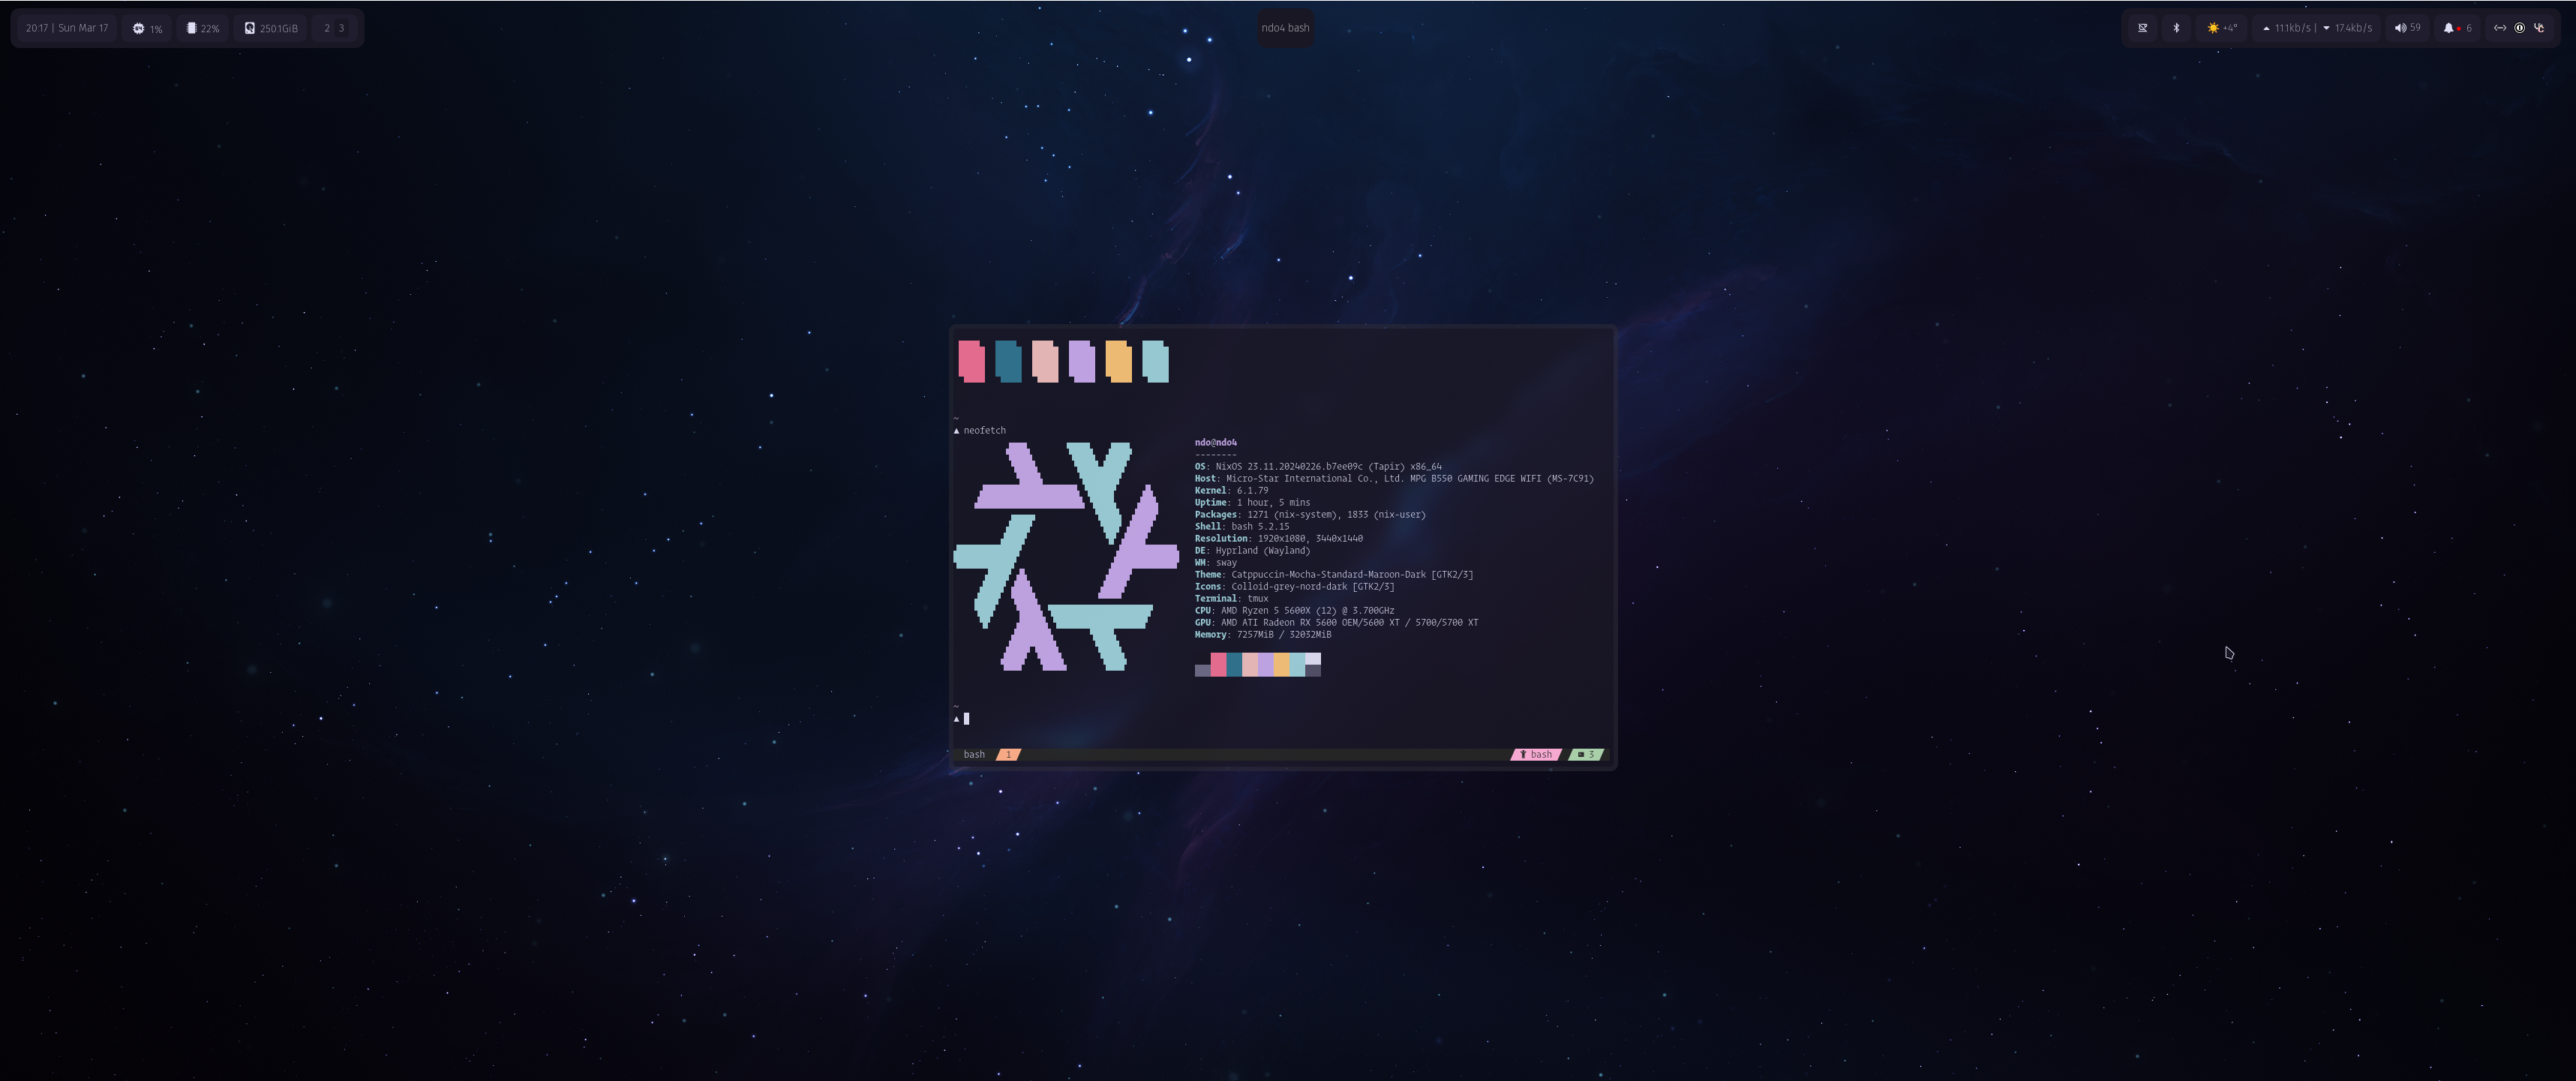 20:17 | Sun Mar 17
1%
22%
250.1GiB
2 3
ndo4 bash
+4°
11.1kb/s | 17.4kb/s
59
6
~
▲ neofetch
ndo@ndo4
--------
OS: NixOS 23.11.20240226.b7ee09c (Tapir) x86_64
Host: Micro-Star International Co., Ltd. MPG B550 GAMING EDGE WIFI (MS-7C91)
Kernel: 6.1.79
Uptime: 1 hour, 5 mins
Packages: 1271 (nix-system), 1833 (nix-user)
Shell: bash 5.2.15
Resolution: 1920x1080, 3440x1440
DE: Hyprland (Wayland)
WM: sway
Theme: Catppuccin-Mocha-Standard-Maroon-Dark [GTK2/3]
Icons: Colloid-grey-nord-dark [GTK2/3]
Terminal: tmux
CPU: AMD Ryzen 5 5600X (12) @ 3.700GHz
GPU: AMD ATI Radeon RX 5600 OEM/5600 XT / 5700/5700 XT
Memory: 7257MiB / 32032MiB
~
▲
bash 1
bash 3